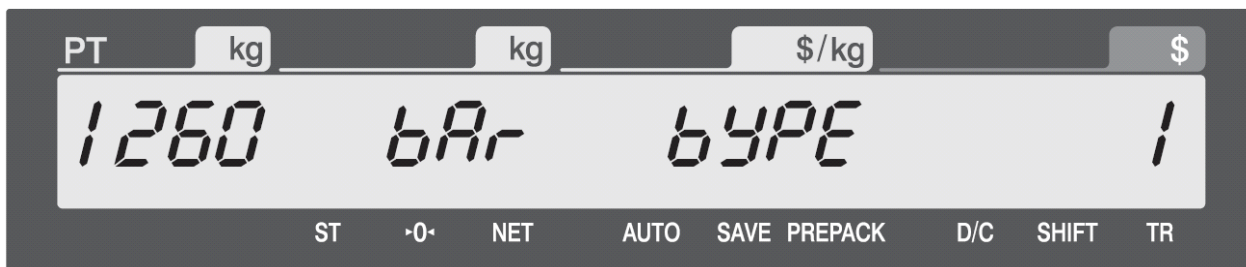 PT kg kg $/kg $
1260 bAr bYPE 1
ST ▸0◂ NET AUTO SAVE PREPACK D/C SHIFT TR